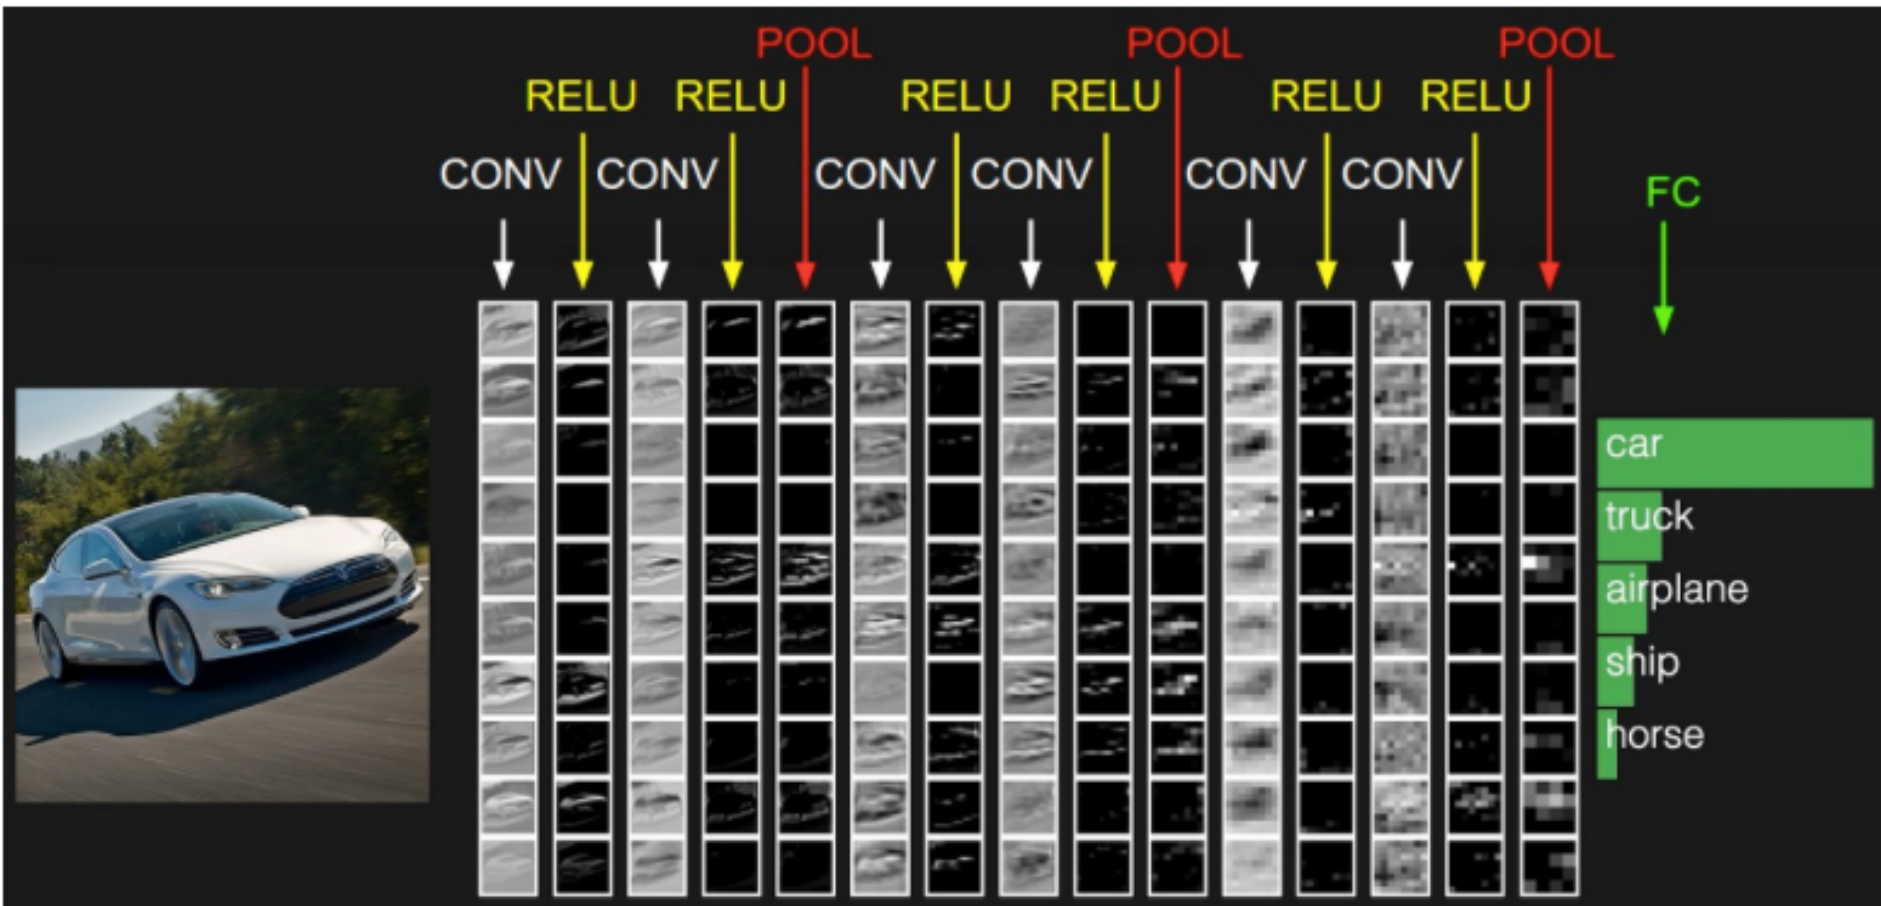 POOL POOL POOL
RELU RELU RELU RELU RELU RELU
CONV CONV CONV CONV CONV CONV
FC
car
truck
airplane
ship
horse